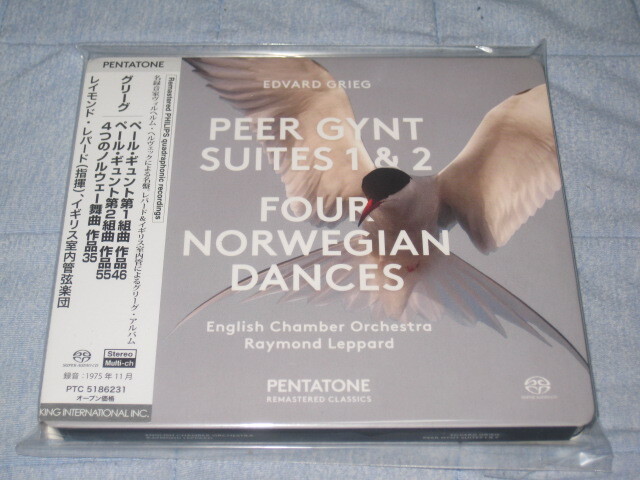 PENTATONE
Remastered PHILIPS quadraphonic recordings
グリーグ
ペール・ギュント第1組曲 作品46
ペール・ギュント第2組曲 作品55
4つのノルウェー舞曲 作品35
レイモンド・レパード（指揮）、イギリス室内管弦楽団
SUPER AUDIO CD
Stereo
Multi-ch
録音：1975年11月
PTC 5186231
オープン価格
KING INTERNATIONAL INC.
EDVARD GRIEG
PEER GYNT
SUITES 1 & 2
FOUR
NORWEGIAN
DANCES
English Chamber Orchestra
Raymond Leppard
PENTATONE
REMASTERED CLASSICS
SUPER AUDIO CD